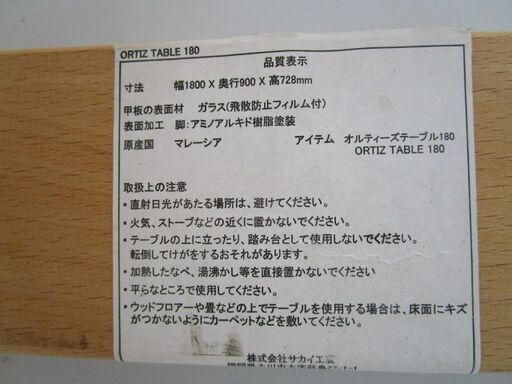 ORTIZ TABLE 180
品質表示
寸法 幅1800 X 奥行900 X 高728mm
甲板の表面材 ガラス(飛散防止フィルム付)
表面加工 脚:アミノアルキド樹脂塗装
原産国 マレーシア アイテム オルティーズテーブル180
ORTIZ TABLE 180
取扱上の注意
・直射日光があたる場所は、避けてください。
・火気、ストーブなどの近くに置かないでください。
・テーブルの上に立ったり、踏み台として使用しないでください。
転倒してけがをするおそれがあります。
・加熱したなべ、湯沸かし等を直接置かないでください
・平らなところで使用してください。
・ウッドフロアーや畳などの上でテーブルを使用する場合は、床面にキズ
がつかないようにカーペットなどを敷いてください。
株式会社サカイ工芸